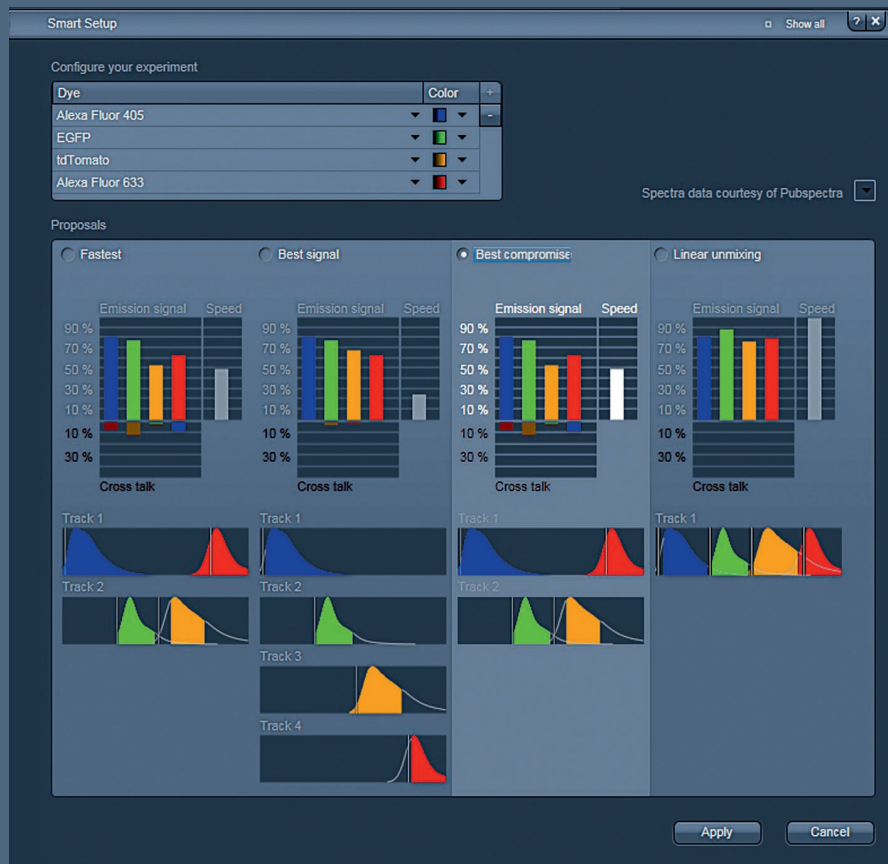 Smart Setup
Show all
? X
Configure your experiment
Dye Color +
Alexa Fluor 405 -
EGFP
tdTomato
Alexa Fluor 633
Spectra data courtesy of Pubspectra
Proposals
Fastest Best signal Best compromise Linear unmixing
Emission signal Speed Emission signal Speed Emission signal Speed Emission signal Speed
90 % 90 % 90 % 90 %
70 % 70 % 70 % 70 %
50 % 50 % 50 % 50 %
30 % 30 % 30 % 30 %
10 % 10 % 10 % 10 %
10 % 10 % 10 % 10 %
30 % 30 % 30 % 30 %
Cross talk Cross talk Cross talk Cross talk
Track 1 Track 1 Track 1 Track 1
Track 2 Track 2 Track 2
Track 3
Track 4
Apply Cancel